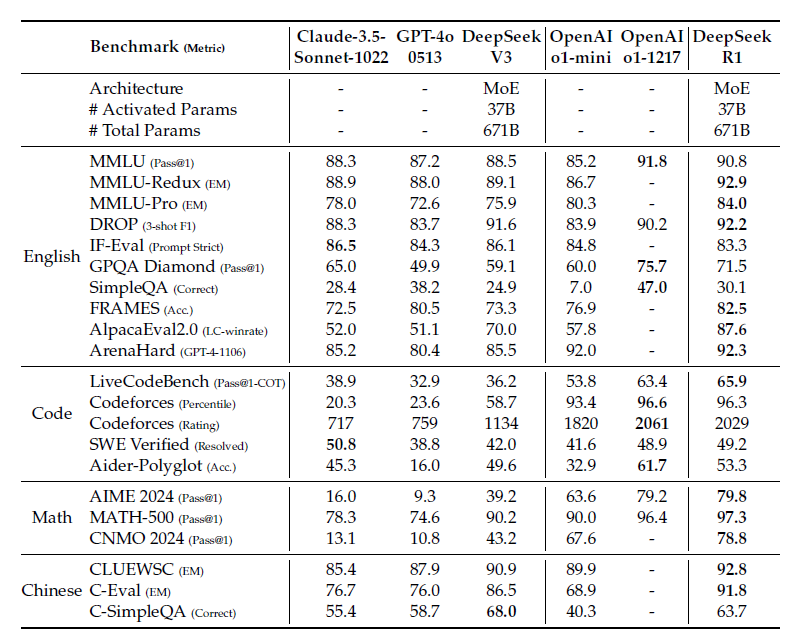 Benchmark (Metric) Claude-3.5-Sonnet-1022 GPT-4o 0513 DeepSeek V3 OpenAI o1-mini OpenAI o1-1217 DeepSeek R1
Architecture - - MoE - - MoE
# Activated Params - - 37B - - 37B
# Total Params - - 671B - - 671B
English
MMLU (Pass@1) 88.3 87.2 88.5 85.2 91.8 90.8
MMLU-Redux (EM) 88.9 88.0 89.1 86.7 - 92.9
MMLU-Pro (EM) 78.0 72.6 75.9 80.3 - 84.0
DROP (3-shot F1) 88.3 83.7 91.6 83.9 90.2 92.2
IF-Eval (Prompt Strict) 86.5 84.3 86.1 84.8 - 83.3
GPQA Diamond (Pass@1) 65.0 49.9 59.1 60.0 75.7 71.5
SimpleQA (Correct) 28.4 38.2 24.9 7.0 47.0 30.1
FRAMES (Acc.) 72.5 80.5 73.3 76.9 - 82.5
AlpacaEval2.0 (LC-winrate) 52.0 51.1 70.0 57.8 - 87.6
ArenaHard (GPT-4-1106) 85.2 80.4 85.5 92.0 - 92.3
Code
LiveCodeBench (Pass@1-COT) 38.9 32.9 36.2 53.8 63.4 65.9
Codeforces (Percentile) 20.3 23.6 58.7 93.4 96.6 96.3
Codeforces (Rating) 717 759 1134 1820 2061 2029
SWE Verified (Resolved) 50.8 38.8 42.0 41.6 48.9 49.2
Aider-Polyglot (Acc.) 45.3 16.0 49.6 32.9 61.7 53.3
Math
AIME 2024 (Pass@1) 16.0 9.3 39.2 63.6 79.2 79.8
MATH-500 (Pass@1) 78.3 74.6 90.2 90.0 96.4 97.3
CNMO 2024 (Pass@1) 13.1 10.8 43.2 67.6 - 78.8
Chinese
CLUEWSC (EM) 85.4 87.9 90.9 89.9 - 92.8
C-Eval (EM) 76.7 76.0 86.5 68.9 - 91.8
C-SimpleQA (Correct) 55.4 58.7 68.0 40.3 - 63.7